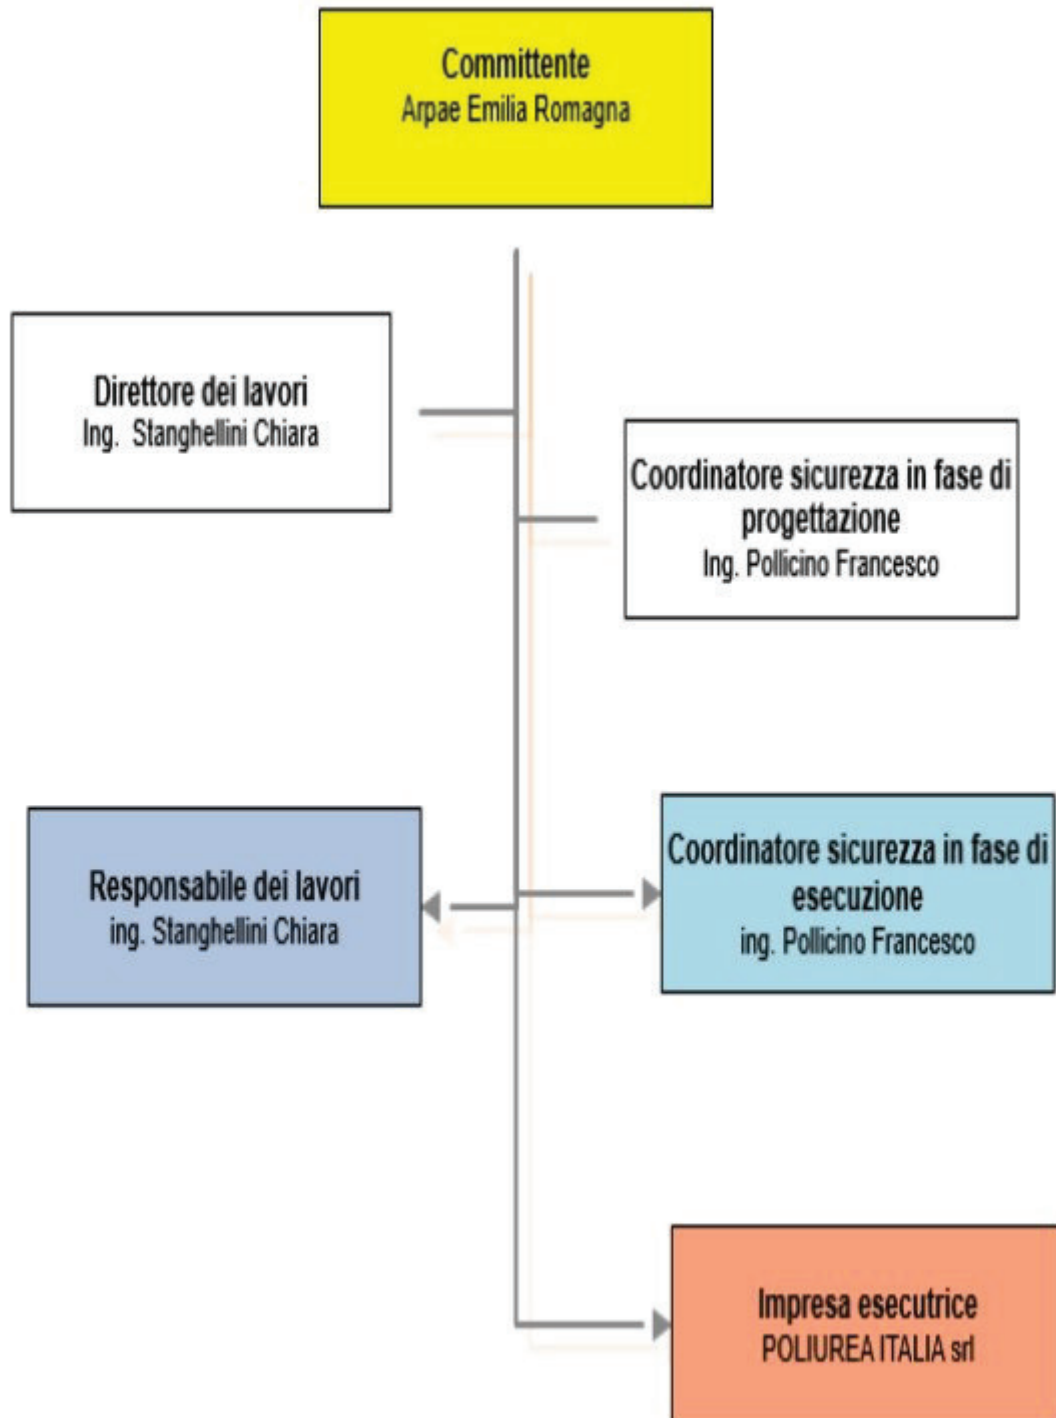 Committente
Arpae Emilia Romagna
Direttore dei lavori
Ing. Stanghellini Chiara
Coordinatore sicurezza in fase di
progettazione
Ing. Pollicino Francesco
Responsabile dei lavori
ing. Stanghellini Chiara
Coordinatore sicurezza in fase di
esecuzione
ing. Pollicino Francesco
Impresa esecutrice
POLIUREA ITALIA srl